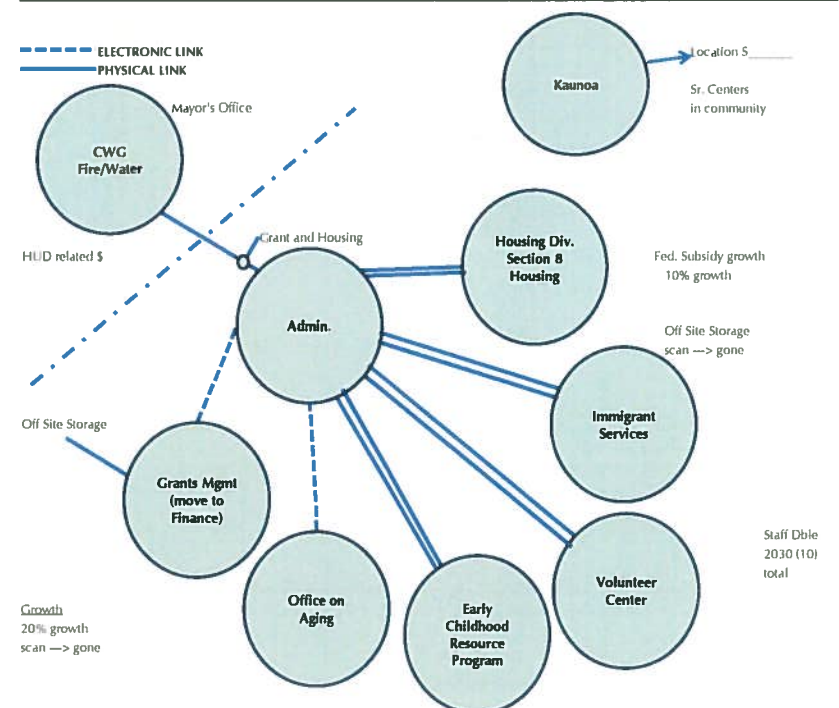 ELECTRONIC LINK
PHYSICAL LINK
Mayor's Office
CWG
Fire/Water
Kaunoa
Location S______
Sr. Centers
in community
HUD related $
Grant and Housing
Admin.
Housing Div.
Section 8
Housing
Fed. Subsidy growth
10% growth
Off Site Storage
scan —> gone
Immigrant
Services
Off Site Storage
Grants Mgmt
(move to
Finance)
Office on
Aging
Early
Childhood
Resource
Program
Volunteer
Center
Staff Dble
2030 (10)
total
Growth
20% growth
scan —> gone